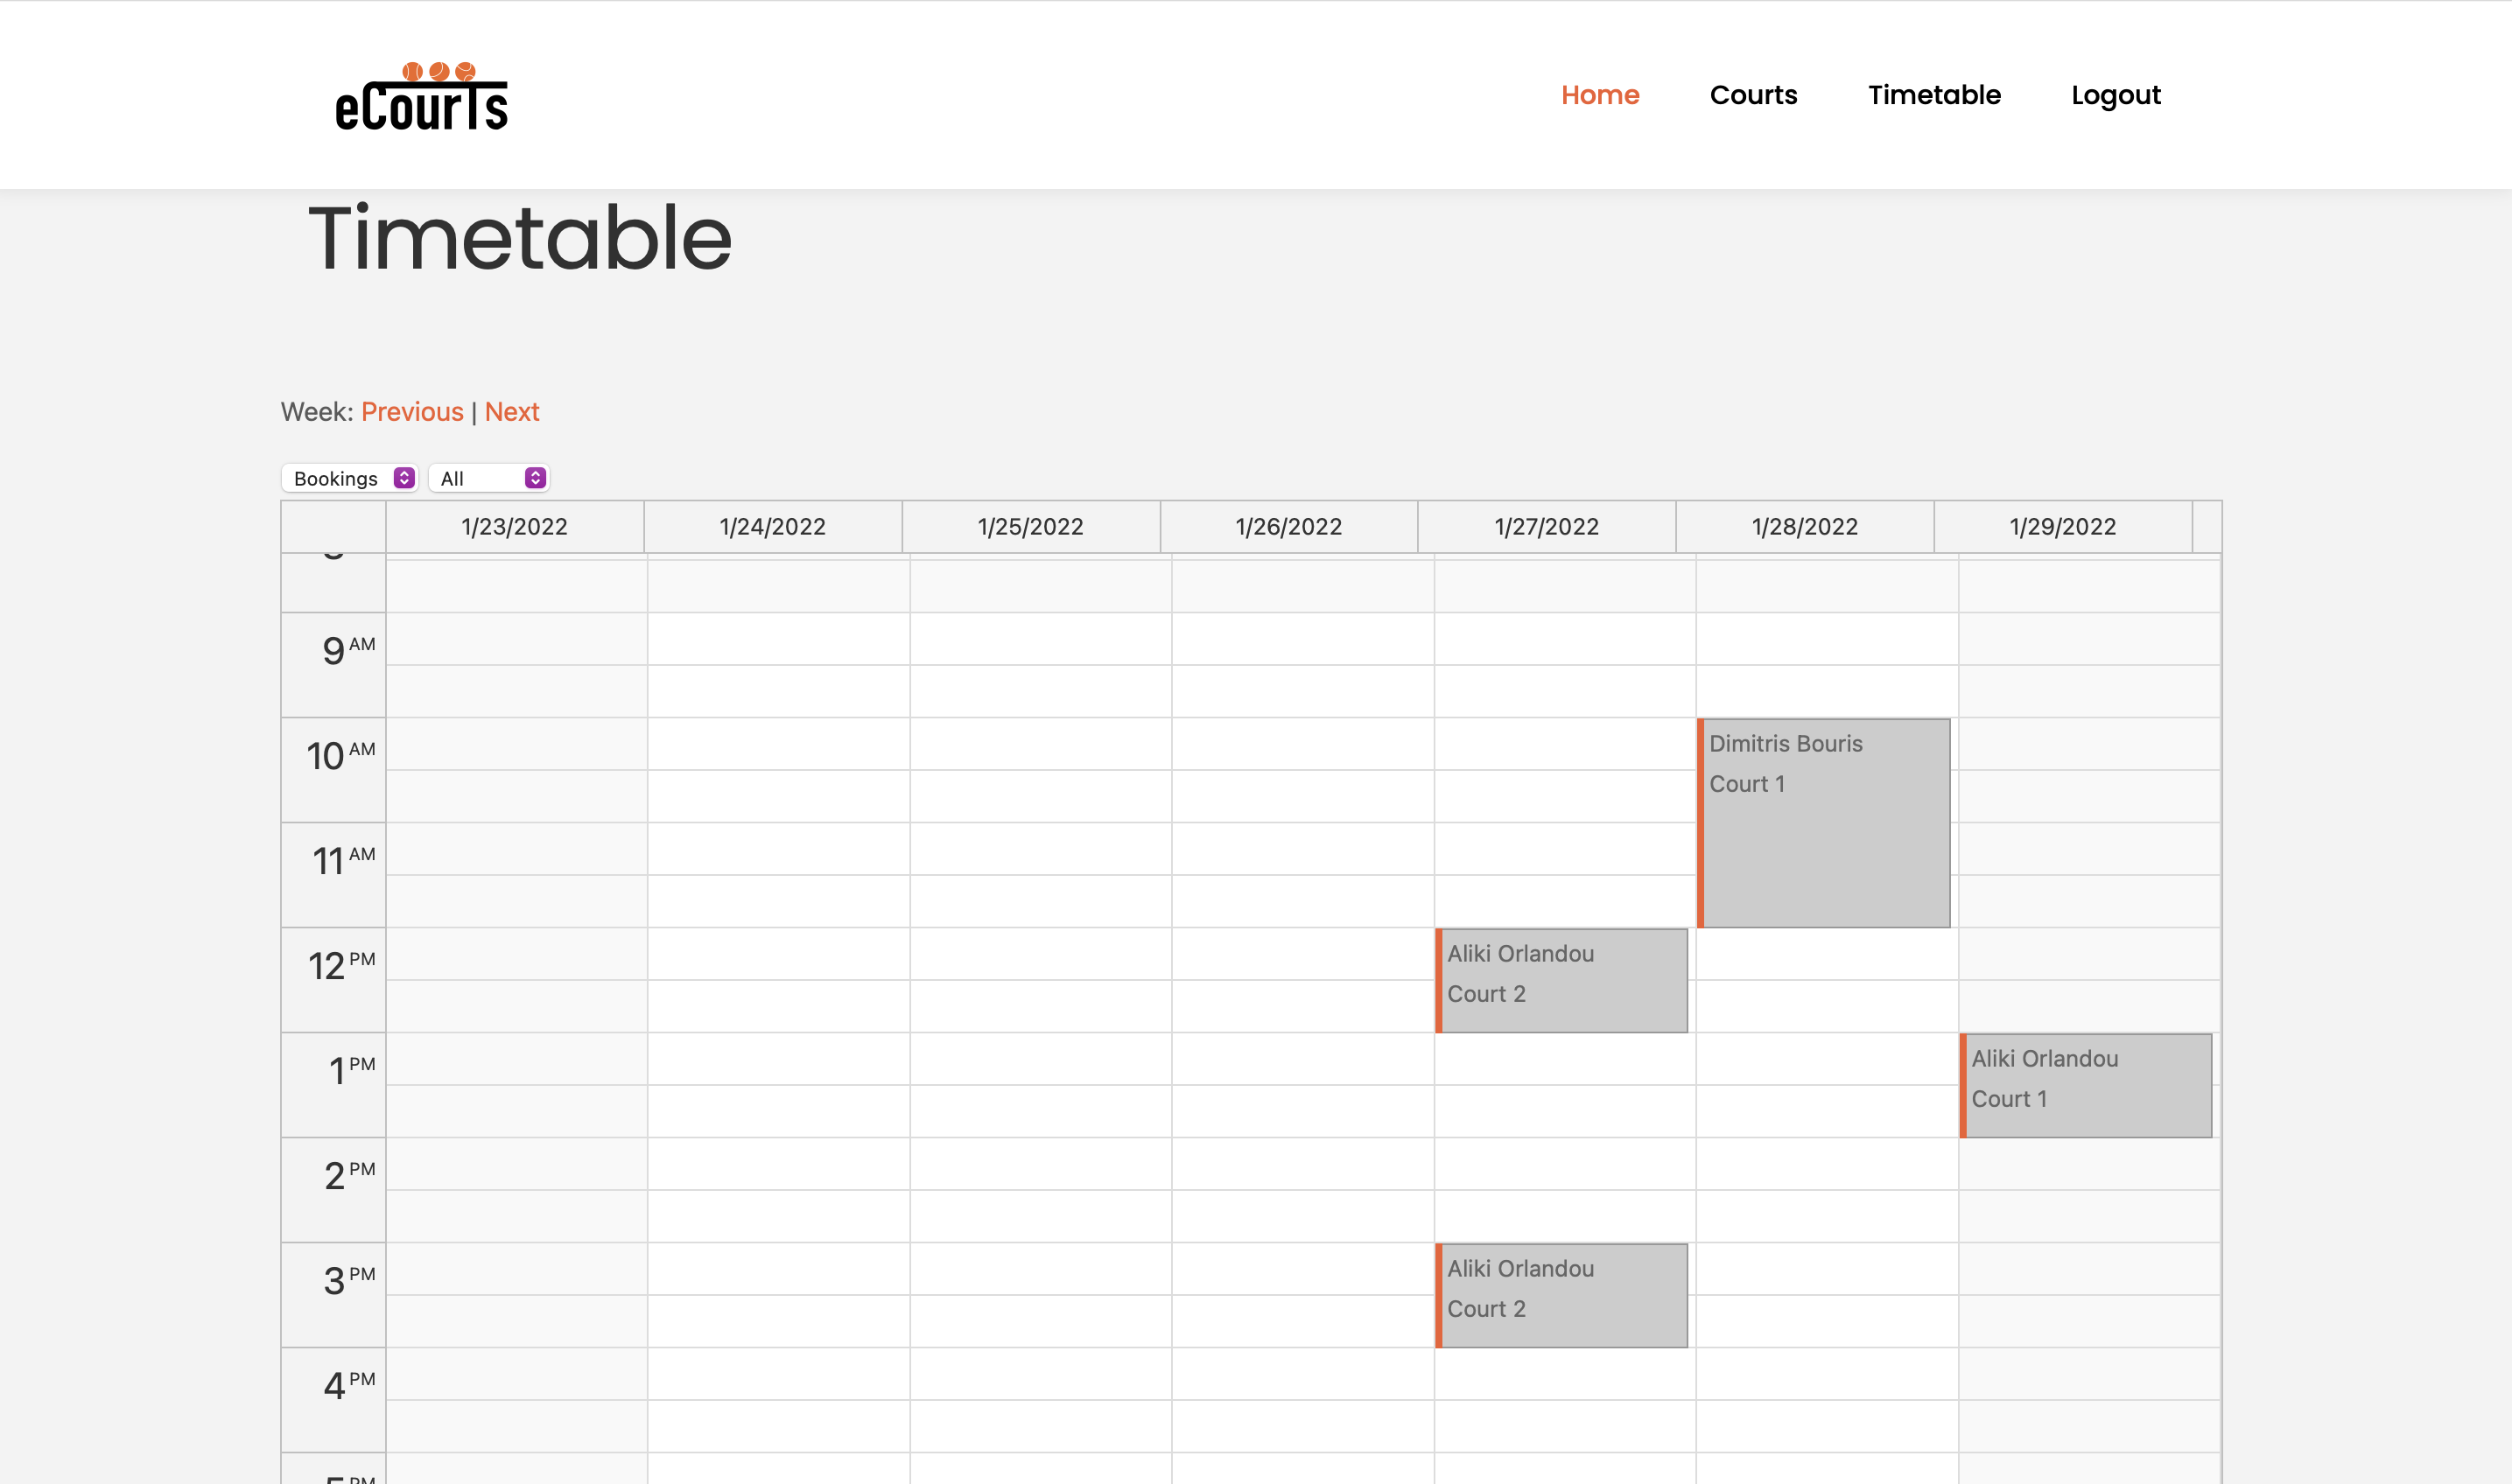 eCourTs
Home Courts Timetable Logout
Timetable
Week: Previous | Next
Bookings All
1/23/2022 1/24/2022 1/25/2022 1/26/2022 1/27/2022 1/28/2022 1/29/2022
9 AM
10 AM
Dimitris Bouris
Court 1
11 AM
12 PM
Aliki Orlandou
Court 2
1 PM
Aliki Orlandou
Court 1
2 PM
3 PM
Aliki Orlandou
Court 2
4 PM
PM